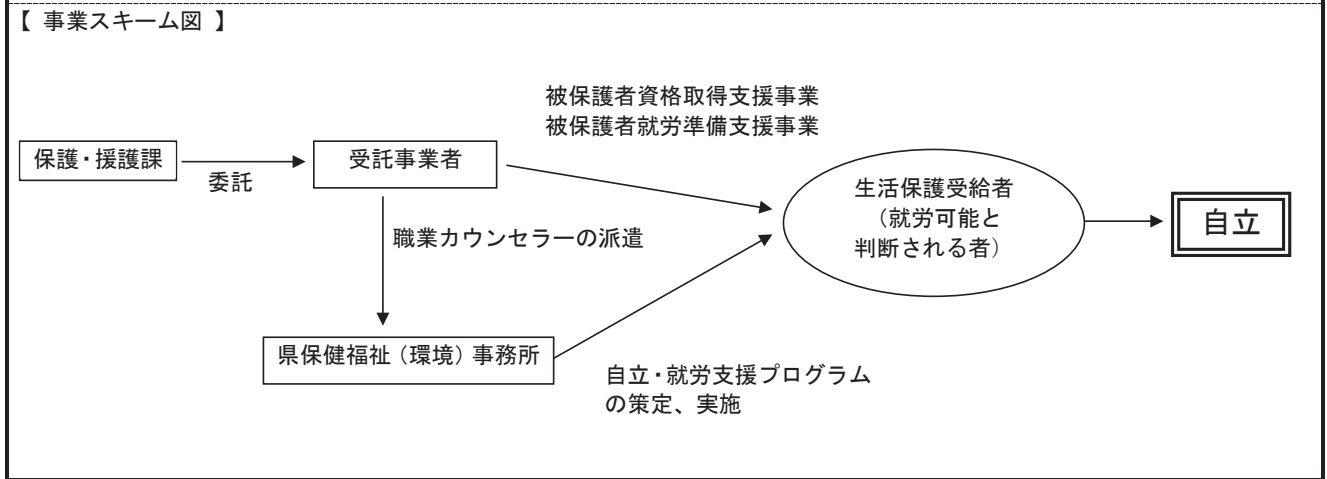 【 事業スキーム図 】
被保護者資格取得支援事業
被保護者就労準備支援事業
保護・援護課
委託
受託事業者
生活保護受給者
（就労可能と
判断される者）
自立
職業カウンセラーの派遣
県保健福祉（環境）事務所
自立・就労支援プログラム
の策定、実施